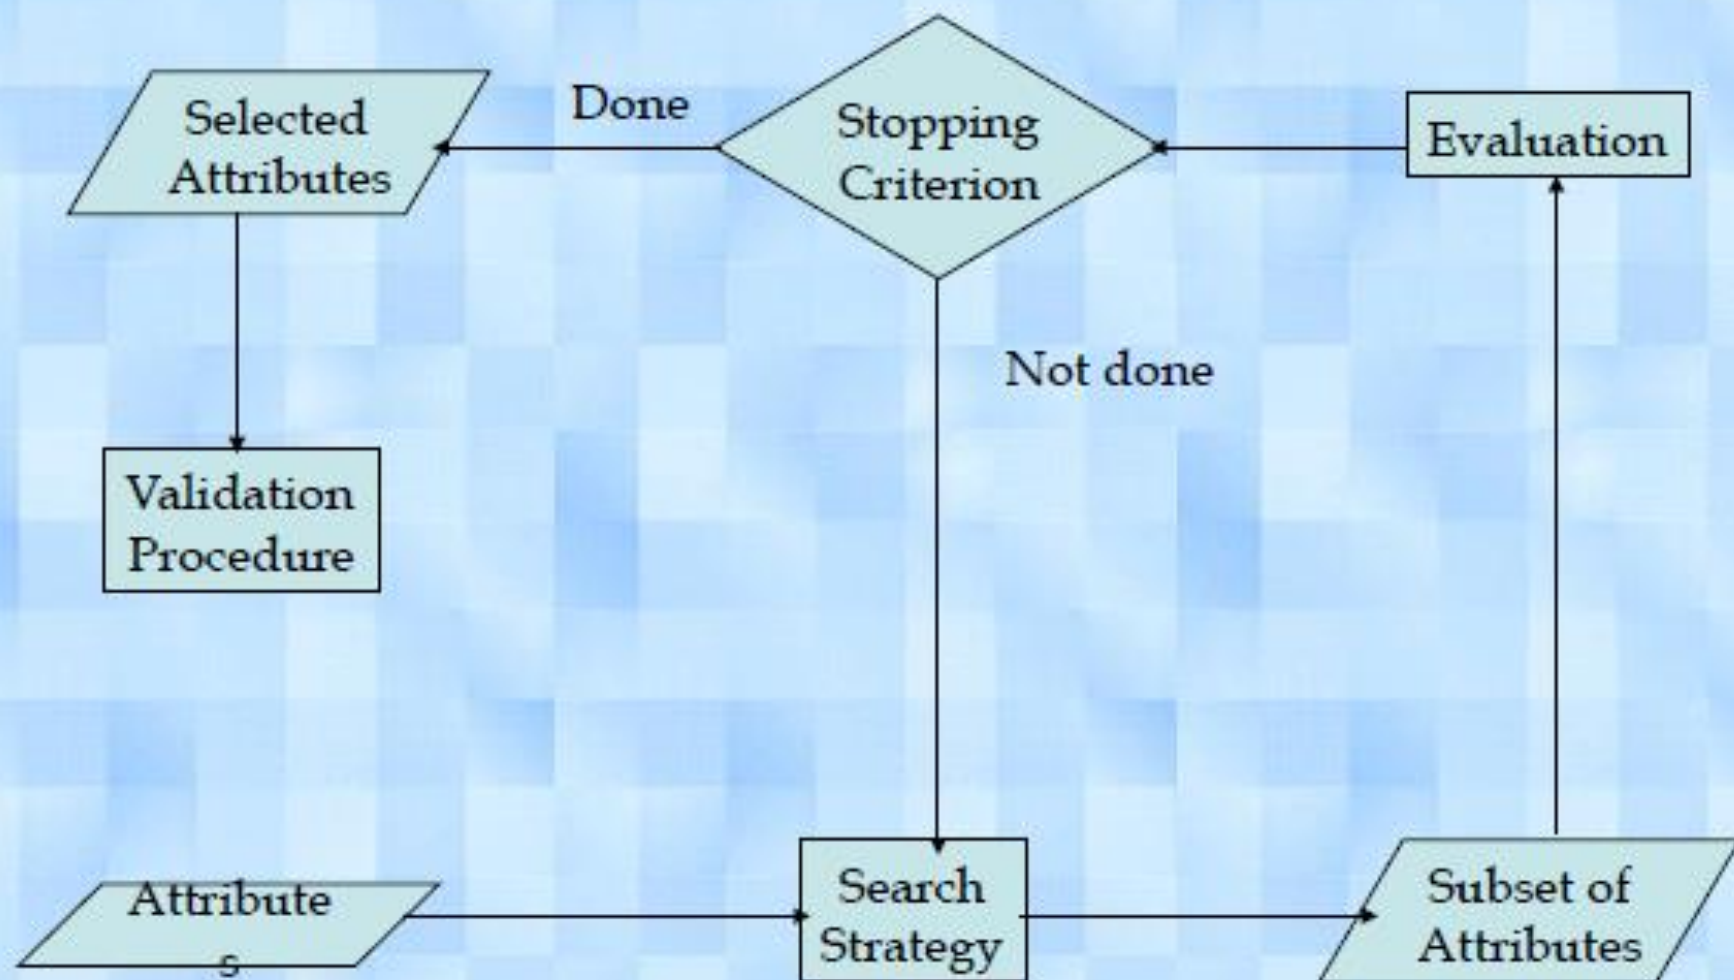 Selected
Attributes
Done
Stopping
Criterion
Evaluation
Not done
Validation
Procedure
Attribute
s
Search
Strategy
Subset of
Attributes